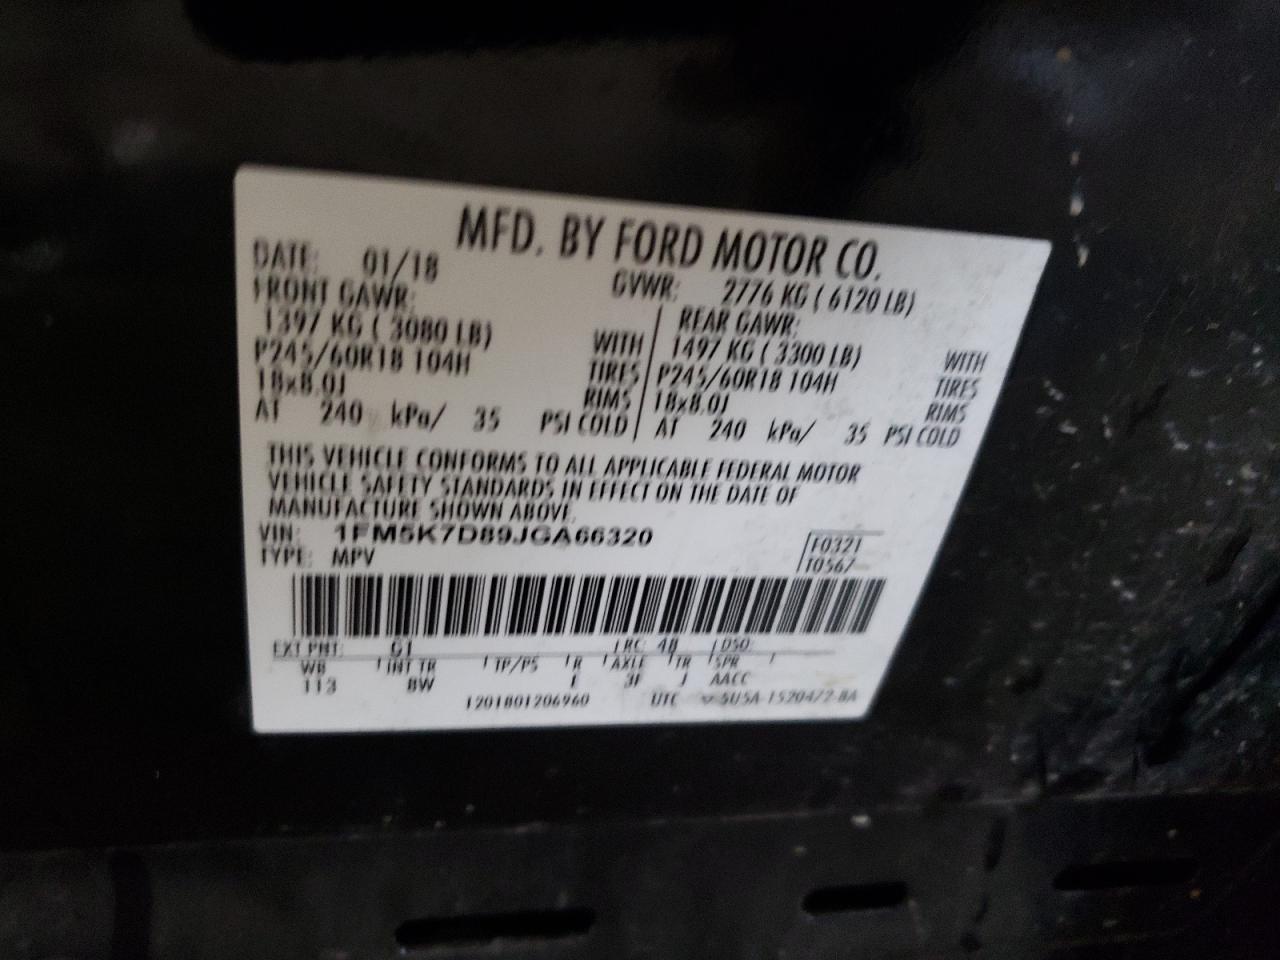 MFD. BY FORD MOTOR CO.
DATE: 01/18 GVWR: 2776 KG ( 6120 LB)
FRONT GAWR: REAR GAWR:
1397 KG ( 3080 LB) WITH 1497 KG ( 3300 LB) WITH
P245/60R18 104H TIRES P245/60R18 104H TIRES
18x8.0J RIMS 18x8.0J RIMS
AT 240 kPa/ 35 PSI COLD AT 240 kPa/ 35 PSI COLD
THIS VEHICLE CONFORMS TO ALL APPLICABLE FEDERAL MOTOR
VEHICLE SAFETY STANDARDS IN EFFECT ON THE DATE OF
MANUFACTURE SHOWN ABOVE.
VIN: 1FM5K7D89JGA66320
TYPE: MPV
F0321
T0567
EXT PNT: G1 RC: 48 DSO:
WB INT TR TP/PS R AXLE TR SPR
113 8W E 3F J AACC
1201801206960 UTC 5U5A-1520472-BA